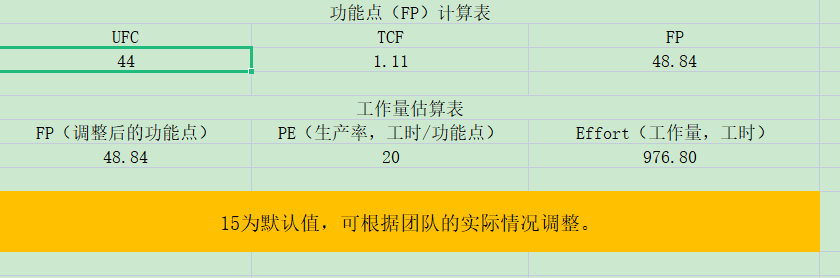 功能点（FP）计算表
UFC TCF FP
44 1.11 48.84
工作量估算表
FP（调整后的功能点） PE（生产率，工时/功能点） Effort（工作量，工时）
48.84 20 976.80
15为默认值，可根据团队的实际情况调整。